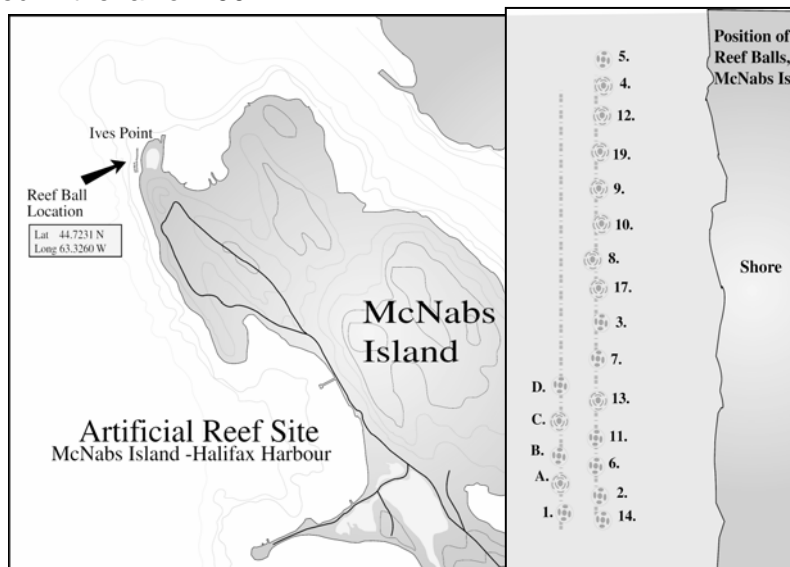 Ives Point
Reef Ball
Location
Lat 44.7231 N
Long 63.3260 W
McNabs
Island
Artificial Reef Site
McNabs Island -Halifax Harbour
Position of
Reef Balls,
McNabs Is
5.
4.
12.
19.
9.
10.
8.
17.
3.
7.
D.
13.
C.
11.
B.
6.
A.
2.
1.
14.
Shore